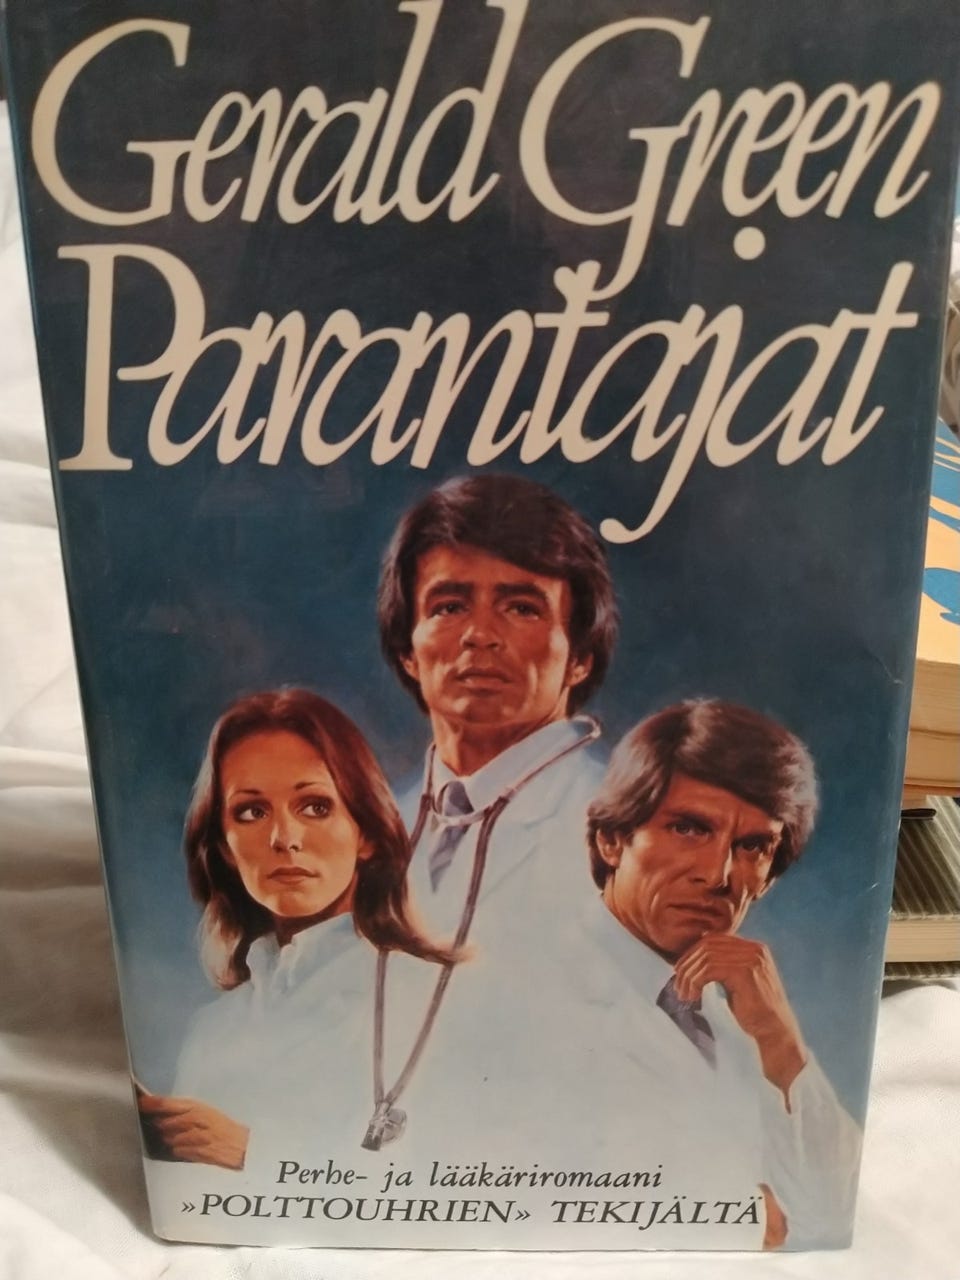 Gerald Green
Parantajat
Perhe- ja lääkäriromaani
»POLTTOUHRIEN» TEKIJÄLTÄ